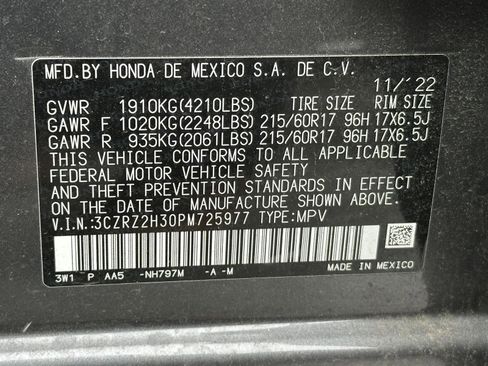 MFD.BY HONDA DE MEXICO S.A. DE C.V.
11/'22
GVWR 1910KG(4210LBS) TIRE SIZE RIM SIZE
GAWR F 1020KG(2248LBS) 215/60R17 96H 17X6.5J
GAWR R 935KG(2061LBS) 215/60R17 96H 17X6.5J
THIS VEHICLE CONFORMS TO ALL APPLICABLE
FEDERAL MOTOR VEHICLE SAFETY
AND THEFT PREVENTION STANDARDS IN EFFECT
ON THE DATE OF MANUFACTURE SHOWN ABOVE.
V.I.N.:3CZRZ2H30PM725977 TYPE:MPV
3W1 P AA5 -NH797M -A-M
MADE IN MEXICO